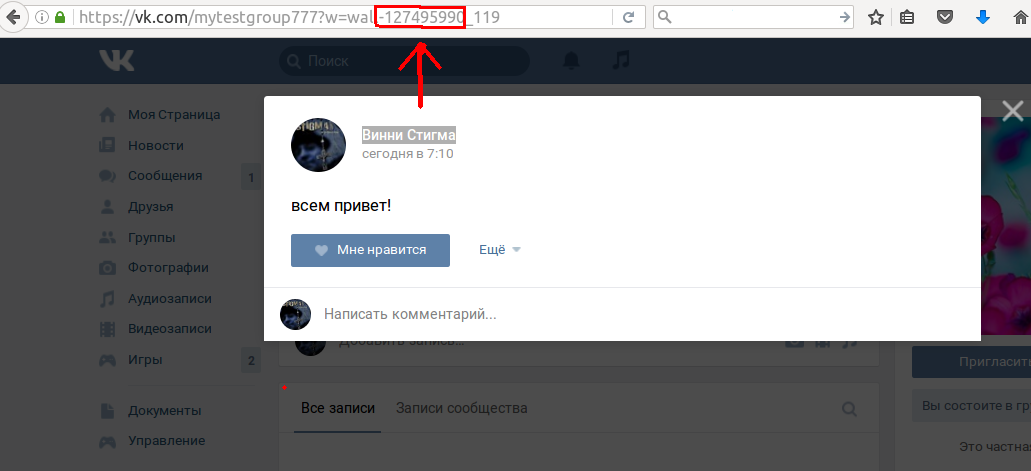 https://vk.com/mytestgroup777?w=wall-127495990_119
Поиск
Моя Страница
Новости
Сообщения
1
Друзья
Группы
Фотографии
Аудиозаписи
Видеозаписи
Игры
2
Документы
Управление
Винни Стигма
сегодня в 7:10
всем привет!
Мне нравится
Ещё
Написать комментарий...
Добавить запись...
Все записи
Записи сообщества
Пригласить
Вы состоите в гр
Это частная